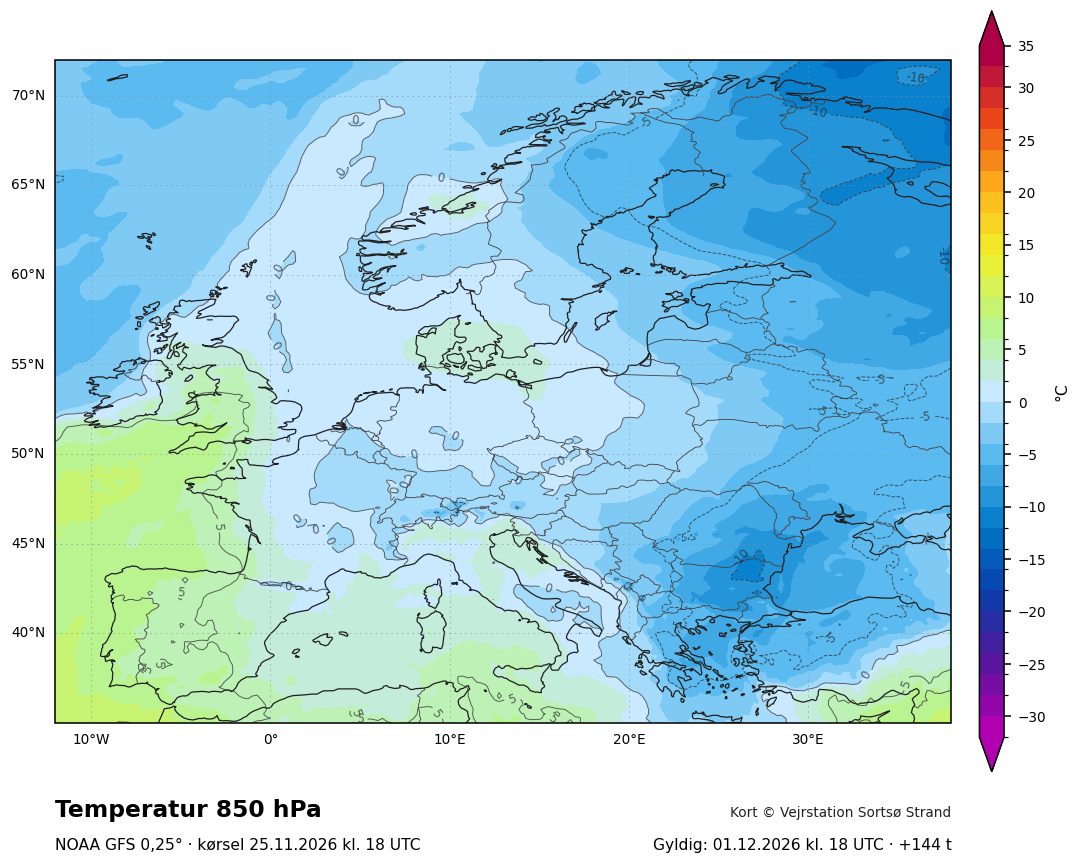 70°N
65°N
60°N
55°N
50°N
45°N
40°N
10°W
0°
10°E
20°E
30°E
35
30
25
20
15
10
5
0
−5
−10
−15
−20
−25
−30
°C
Temperatur 850 hPa
Kort © Vejrstation Sortsø Strand
NOAA GFS 0,25° · kørsel 25.11.2026 kl. 18 UTC
Gyldig: 01.12.2026 kl. 18 UTC · +144 t